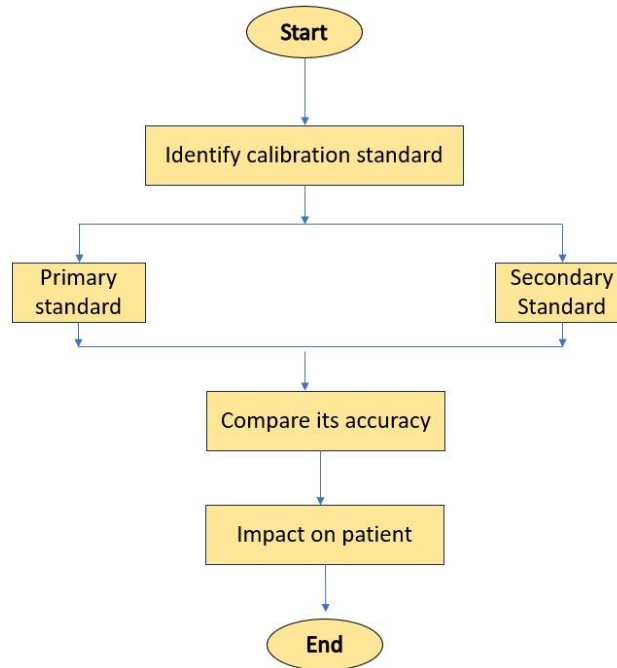 Start
Identify calibration standard
Primary
standard
Secondary
Standard
Compare its accuracy
Impact on patient
End